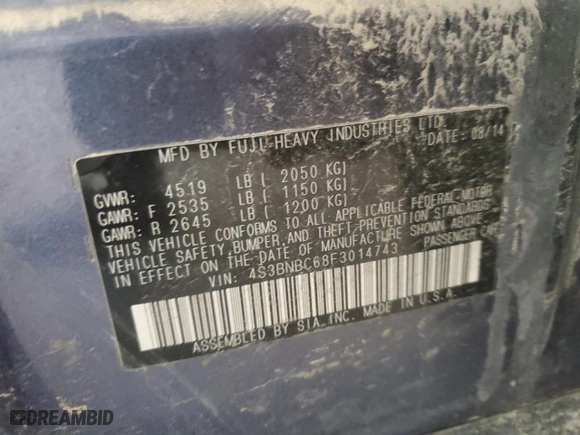 MFD BY FUJI HEAVY INDUSTRIES LTD.
DATE: 08/14
GVWR: 4519 LB ( 2050 KG)
GAWR: F 2535 LB ( 1150 KG)
GAWR: R 2645 LB ( 1200 KG)
THIS VEHICLE CONFORMS TO ALL APPLICABLE FEDERAL MOTOR
VEHICLE SAFETY, BUMPER, AND THEFT PREVENTION STANDARDS
IN EFFECT ON THE DATE OF MANUFACTURE SHOWN ABOVE.
VIN: 4S3BNBC68F3014743 PASSENGER CAR
ASSEMBLED BY SIA, INC. MADE IN U.S.A.
DREAMBID